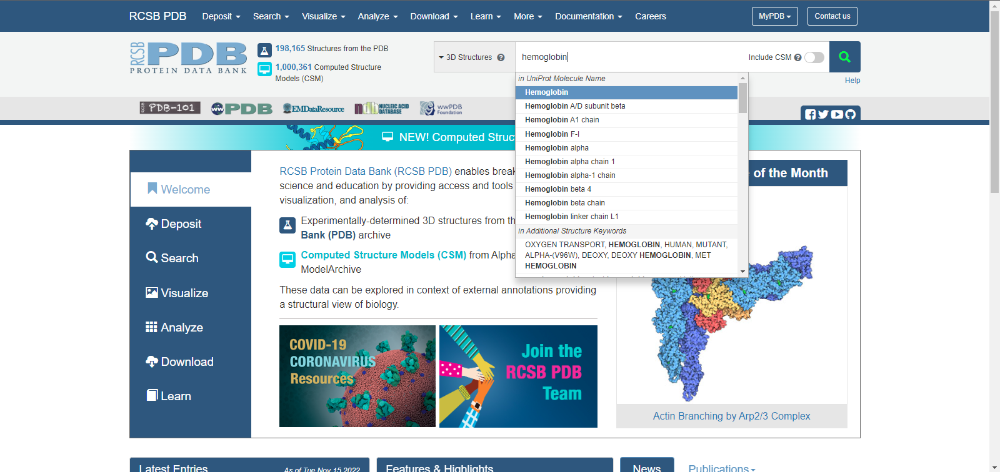 RCSB PDB Deposit Search Visualize Analyze Download Learn More Documentation Careers MyPDB Contact us
RCSB
PDB
PROTEIN DATA BANK
198,165 Structures from the PDB
1,000,361 Computed Structure
Models (CSM)
3D Structures
hemoglobin
Include CSM
Help
in UniProt Molecule Name
Hemoglobin
Hemoglobin A/D subunit beta
Hemoglobin A1 chain
Hemoglobin F-I
Hemoglobin alpha
Hemoglobin alpha chain 1
Hemoglobin alpha-1 chain
Hemoglobin beta 4
Hemoglobin beta chain
Hemoglobin linker chain L1
in Additional Structure Keywords
OXYGEN TRANSPORT, HEMOGLOBIN, HUMAN, MUTANT,
ALPHA-(V96W), DEOXY, DEOXY HEMOGLOBIN, MET
HEMOGLOBIN
RCSB PDB-101
wwPDB
EMDataResource
ndb NUCLEIC ACID
DATABASE
wwPDB
Foundation
NEW! Computed Struc
Welcome
Deposit
Search
Visualize
Analyze
Download
Learn
RCSB Protein Data Bank (RCSB PDB) enables break
science and education by providing access and tools
visualization, and analysis of:
Experimentally-determined 3D structures from th
Bank (PDB) archive
Computed Structure Models (CSM) from Alpha
ModelArchive
These data can be explored in context of external annotations providing
a structural view of biology.
COVID-19
CORONAVIRUS
Resources
Join the
RCSB PDB
Team
of the Month
Actin Branching by Arp2/3 Complex
Latest Entries As of Tue Nov 15 2022
Features & Highlights
News
Publications